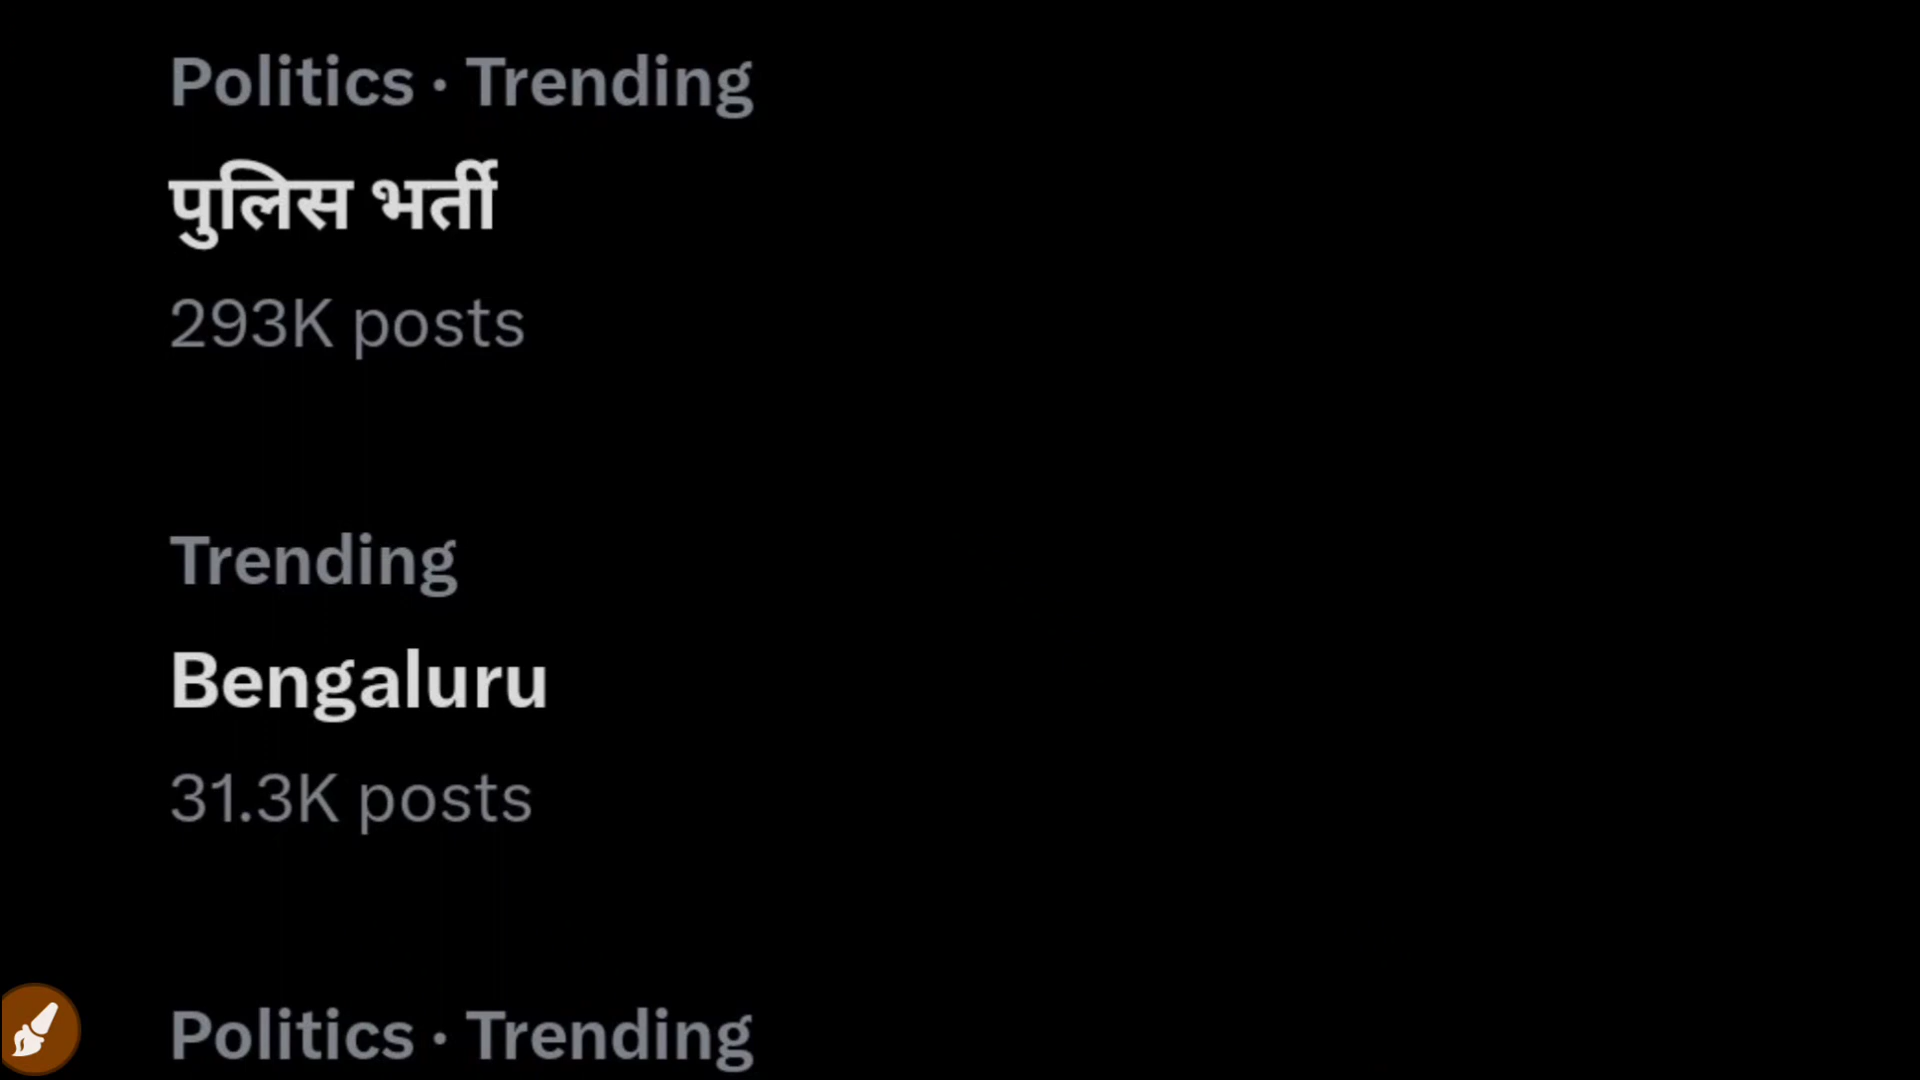 Politics · Trending
पुलिस भर्ती
293K posts
Trending
Bengaluru
31.3K posts
Politics · Trending